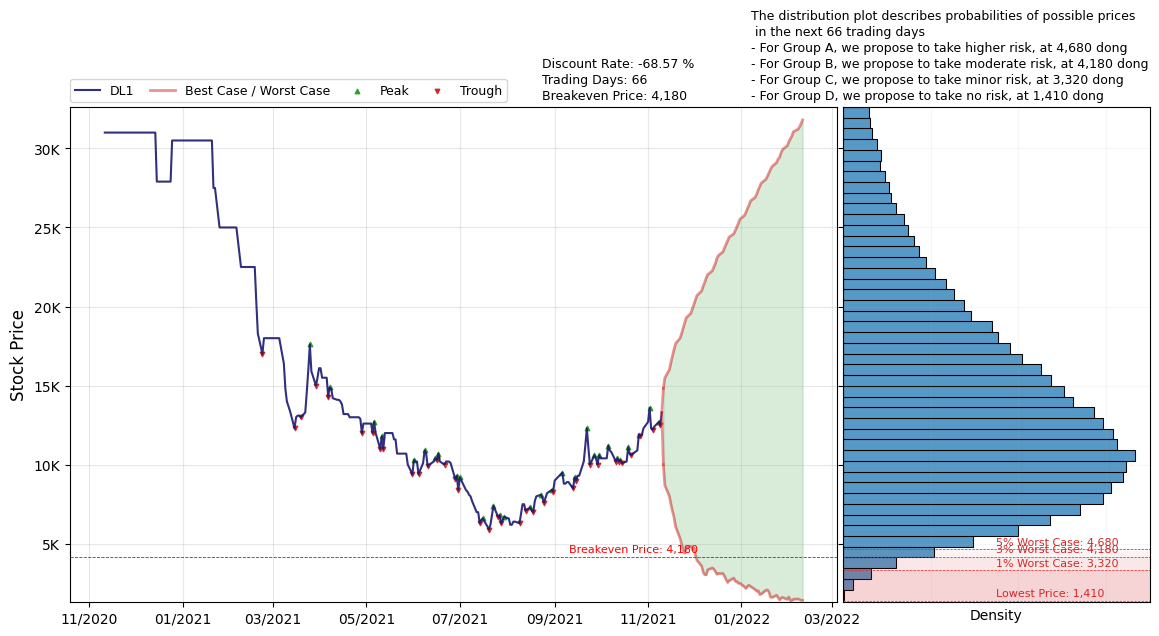 The distribution plot describes probabilities of possible prices
in the next 66 trading days
- For Group A, we propose to take higher risk, at 4,680 dong
- For Group B, we propose to take moderate risk, at 4,180 dong
- For Group C, we propose to take minor risk, at 3,320 dong
- For Group D, we propose to take no risk, at 1,410 dong
Discount Rate: -68.57 %
Trading Days: 66
Breakeven Price: 4,180
DL1
Best Case / Worst Case
Peak
Trough
Stock Price
30K
25K
20K
15K
10K
5K
Breakeven Price: 4,180
5% Worst Case: 4,680
3% Worst Case: 4,180
1% Worst Case: 3,320
Lowest Price: 1,410
11/2020
01/2021
03/2021
05/2021
07/2021
09/2021
11/2021
01/2022
03/2022
Density